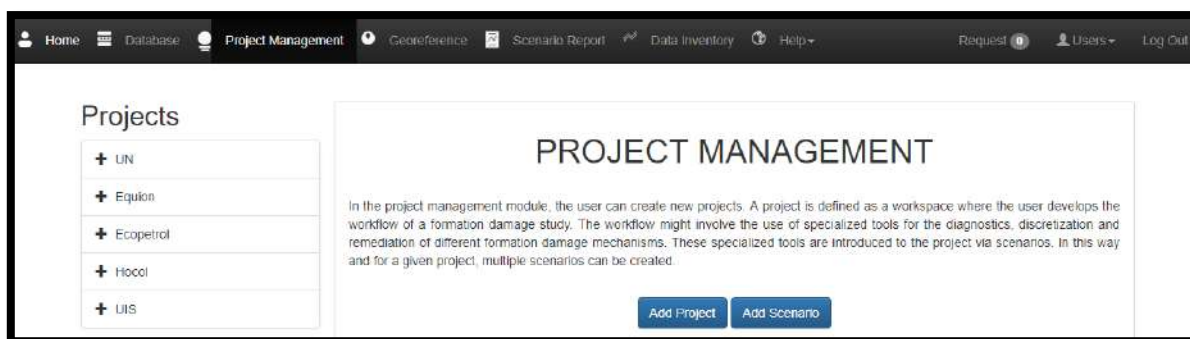 Home Database Project Management Georeference Scenario Report Data Inventory Help Request 0 Users Log Out
Projects
UN
Equion
Ecopetrol
Hocol
UIS
PROJECT MANAGEMENT
In the project management module, the user can create new projects. A project is defined as a workspace where the user develops the
workflow of a formation damage study. The workflow might involve the use of specialized tools for the diagnostics, discretization and
remediation of different formation damage mechanisms. These specialized tools are introduced to the project via scenarios. In this way
and for a given project, multiple scenarios can be created.
Add Project Add Scenario